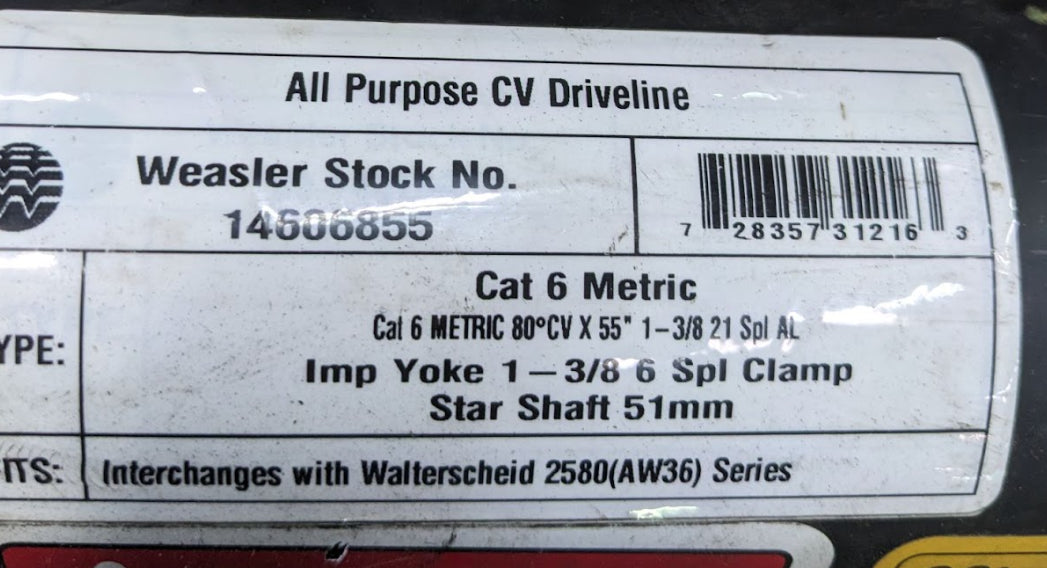 All Purpose CV Driveline
Weasler Stock No.
14606855
7 28357 31216 3
Cat 6 Metric
Cat 6 METRIC 80°CV X 55" 1-3/8 21 Spl AL
YPE:
Imp Yoke 1-3/8 6 Spl Clamp
Star Shaft 51mm
ITS:
Interchanges with Walterscheid 2580(AW36) Series